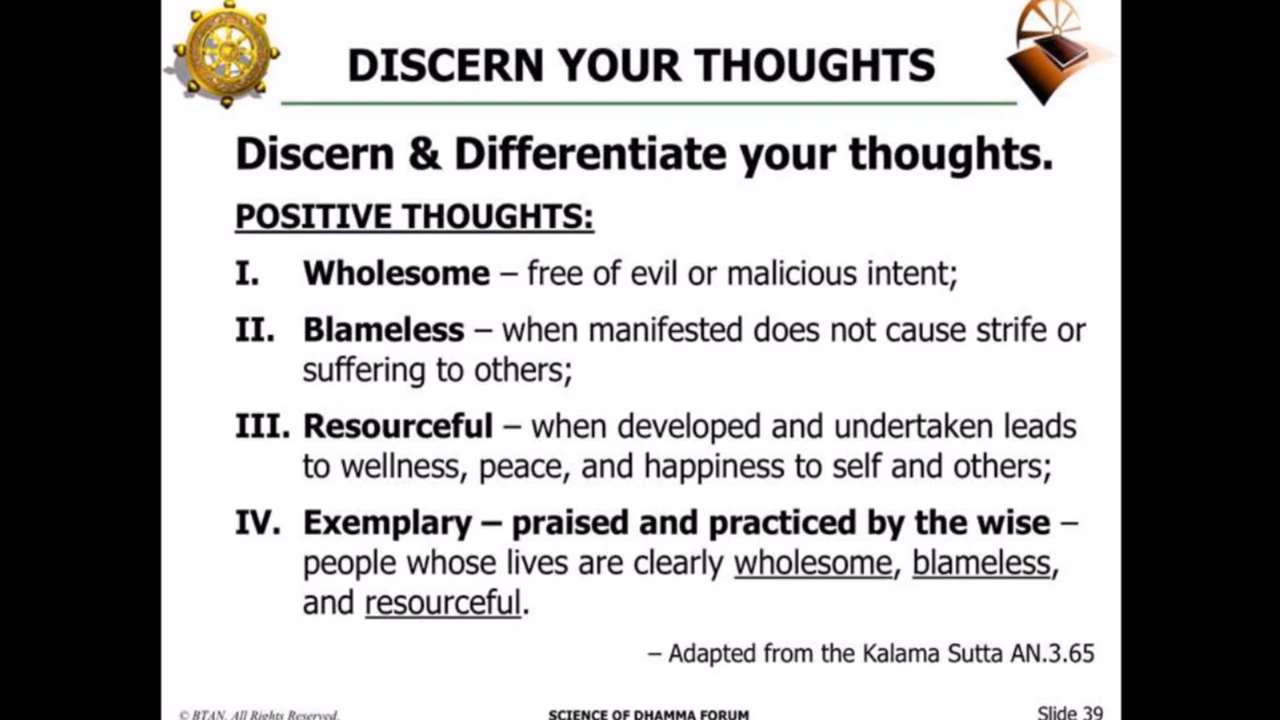 DISCERN YOUR THOUGHTS
Discern & Differentiate your thoughts.
POSITIVE THOUGHTS:
I. Wholesome – free of evil or malicious intent;
II. Blameless – when manifested does not cause strife or
suffering to others;
III. Resourceful – when developed and undertaken leads
to wellness, peace, and happiness to self and others;
IV. Exemplary – praised and practiced by the wise –
people whose lives are clearly wholesome, blameless,
and resourceful.
– Adapted from the Kalama Sutta AN.3.65
© BTAN. All Rights Reserved. SCIENCE OF DHAMMA FORUM Slide 39